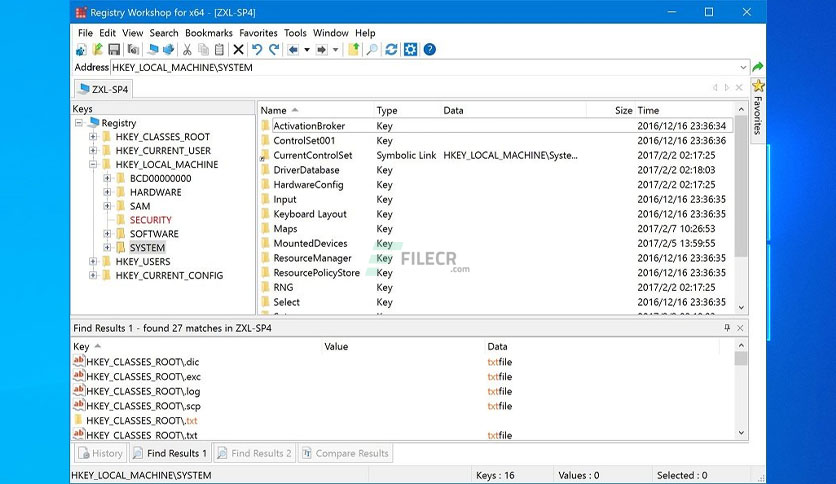 Registry Workshop for x64 - [ZXL-SP4]
File Edit View Search Bookmarks Favorites Tools Window Help
Address HKEY_LOCAL_MACHINE\SYSTEM
ZXL-SP4
Favorites
Keys
Registry
HKEY_CLASSES_ROOT
HKEY_CURRENT_USER
HKEY_LOCAL_MACHINE
BCD00000000
HARDWARE
SAM
SECURITY
SOFTWARE
SYSTEM
HKEY_USERS
HKEY_CURRENT_CONFIG
Name Type Data Size Time
ActivationBroker Key 2016/12/16 23:36:34
ControlSet001 Key 2016/12/16 23:36:36
CurrentControlSet Symbolic Link HKEY_LOCAL_MACHINE\Syste... 2017/2/2 02:17:25
DriverDatabase Key 2017/2/2 02:18:03
HardwareConfig Key 2017/2/2 02:17:25
Input Key 2016/12/16 23:36:35
Keyboard Layout Key 2016/12/16 23:36:35
Maps Key 2017/2/7 10:26:53
MountedDevices Key 2017/2/5 13:59:55
ResourceManager Key 2016/12/16 23:36:35
ResourcePolicyStore Key 2016/12/16 23:36:35
RNG Key 2017/2/2 02:17:25
Select Key 2016/12/16 23:36:35
FILECR
.com
Find Results 1 - found 27 matches in ZXL-SP4
Key Value Data
HKEY_CLASSES_ROOT\.dic txtfile
HKEY_CLASSES_ROOT\.exc txtfile
HKEY_CLASSES_ROOT\.log txtfile
HKEY_CLASSES_ROOT\.scp txtfile
HKEY_CLASSES_ROOT\.txt
HKEY_CLASSES_ROOT\.txt txtfile
History Find Results 1 Find Results 2 Compare Results
HKEY_LOCAL_MACHINE\SYSTEM Keys : 16 Values : 0 Selected : 0